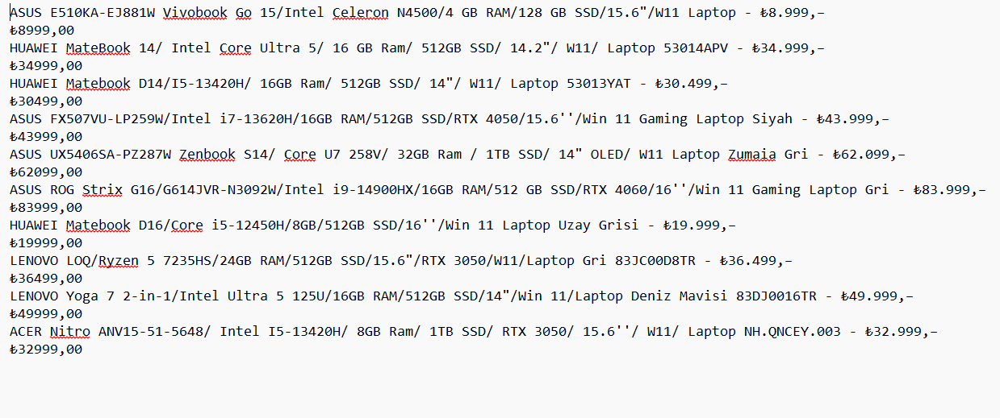 ASUS E510KA-EJ881W Vivobook Go 15/Intel Celeron N4500/4 GB RAM/128 GB SSD/15.6"/W11 Laptop - ₺8.999,–
₺8999,00
HUAWEI MateBook 14/ Intel Core Ultra 5/ 16 GB Ram/ 512GB SSD/ 14.2"/ W11/ Laptop 53014APV - ₺34.999,–
₺34999,00
HUAWEI Matebook D14/I5-13420H/ 16GB Ram/ 512GB SSD/ 14"/ W11/ Laptop 53013YAT - ₺30.499,–
₺30499,00
ASUS FX507VU-LP259W/Intel i7-13620H/16GB RAM/512GB SSD/RTX 4050/15.6''/Win 11 Gaming Laptop Siyah - ₺43.999,–
₺43999,00
ASUS UX5406SA-PZ287W Zenbook S14/ Core U7 258V/ 32GB Ram / 1TB SSD/ 14" OLED/ W11 Laptop Zumaia Gri - ₺62.099,–
₺62099,00
ASUS ROG Strix G16/G614JVR-N3092W/Intel i9-14900HX/16GB RAM/512 GB SSD/RTX 4060/16''/Win 11 Gaming Laptop Gri - ₺83.999,–
₺83999,00
HUAWEI Matebook D16/Core i5-12450H/8GB/512GB SSD/16''/Win 11 Laptop Uzay Grisi - ₺19.999,–
₺19999,00
LENOVO LOQ/Ryzen 5 7235HS/24GB RAM/512GB SSD/15.6"/RTX 3050/W11/Laptop Gri 83JC00D8TR - ₺36.499,–
₺36499,00
LENOVO Yoga 7 2-in-1/Intel Ultra 5 125U/16GB RAM/512GB SSD/14"/Win 11/Laptop Deniz Mavisi 83DJ0016TR - ₺49.999,–
₺49999,00
ACER Nitro ANV15-51-5648/ Intel I5-13420H/ 8GB Ram/ 1TB SSD/ RTX 3050/ 15.6''/ W11/ Laptop NH.QNCEY.003 - ₺32.999,–
₺32999,00